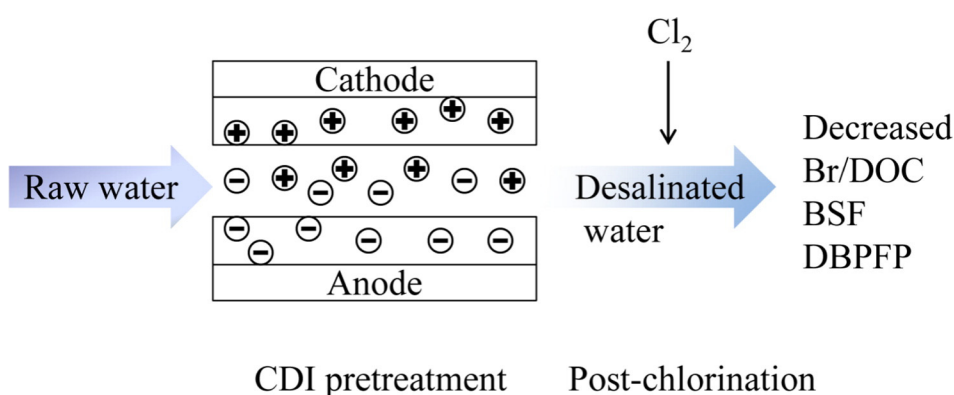 Cl₂
Cathode
Raw water
Desalinated
water
Decreased
Br/DOC
BSF
DBPFP
Anode
CDI pretreatment
Post-chlorination